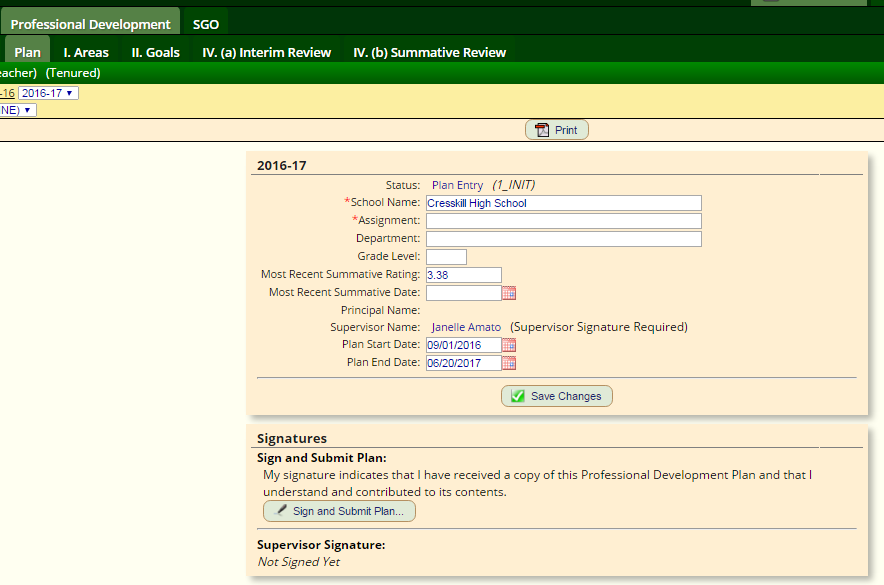 Professional Development SGO
Plan I. Areas II. Goals IV. (a) Interim Review IV. (b) Summative Review
eacher) (Tenured)
-16 2016-17
NE)
Print
2016-17
Status: Plan Entry (1_INIT)
*School Name: Cresskill High School
*Assignment:
Department:
Grade Level:
Most Recent Summative Rating: 3.38
Most Recent Summative Date:
Principal Name:
Supervisor Name: Janelle Amato (Supervisor Signature Required)
Plan Start Date: 09/01/2016
Plan End Date: 06/20/2017
Save Changes
Signatures
Sign and Submit Plan:
My signature indicates that I have received a copy of this Professional Development Plan and that I
understand and contributed to its contents.
Sign and Submit Plan...
Supervisor Signature:
Not Signed Yet